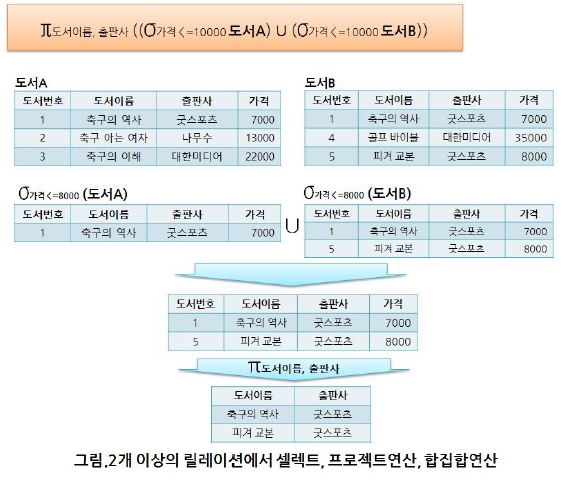 π도서이름, 출판사 ((σ가격<=10000 도서A) ∪ (σ가격<=10000 도서B))
도서A
도서번호 도서이름 출판사 가격
1 축구의 역사 굿스포츠 7000
2 축구 아는 여자 나무수 13000
3 축구의 이해 대한미디어 22000
도서B
도서번호 도서이름 출판사 가격
1 축구의 역사 굿스포츠 7000
4 골프 바이블 대한미디어 35000
5 피겨 교본 굿스포츠 8000
σ가격<=8000 (도서A)
도서번호 도서이름 출판사 가격
1 축구의 역사 굿스포츠 7000
∪
σ가격<=8000 (도서B)
도서번호 도서이름 출판사 가격
1 축구의 역사 굿스포츠 7000
5 피겨 교본 굿스포츠 8000
도서번호 도서이름 출판사 가격
1 축구의 역사 굿스포츠 7000
5 피겨 교본 굿스포츠 8000
π도서이름, 출판사
도서이름 출판사
축구의 역사 굿스포츠
피겨 교본 굿스포츠
그림.2개 이상의 릴레이션에서 셀렉트, 프로젝트연산, 합집합연산